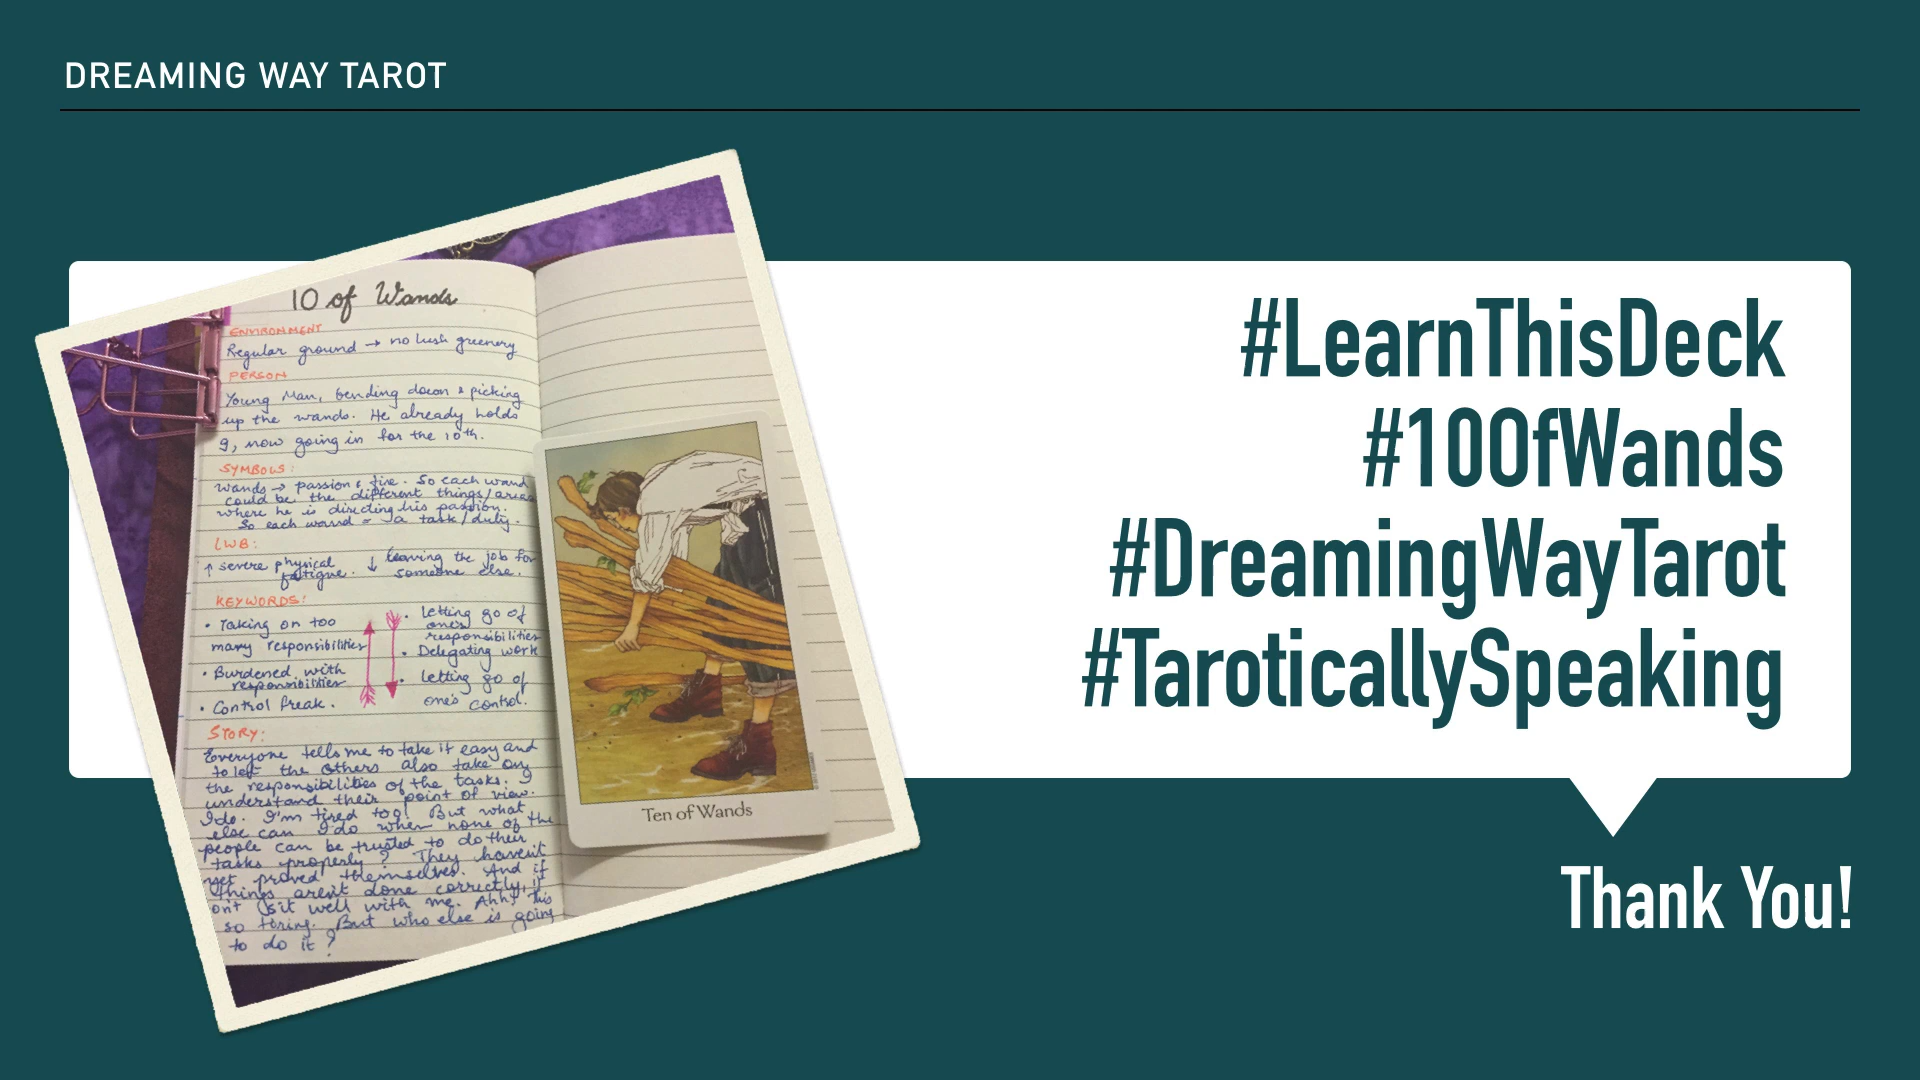 DREAMING WAY TAROT
10 of Wands
ENVIRONMENT
Regular ground → no lush greenery
PERSON
Young Man, bending down & picking
up the wands. He already holds
9, now going in for the 10th.
SYMBOLS:
Wands → passion & fire. So each wand
could be the different things/areas
where he is directing his passion.
So each wand = a task/duty.
LWB:
↑ severe physical
fatigue.
↓ leaving the job for
someone else.
KEYWORDS:
• Taking on too
many responsibilities
• Burdened with
responsibilities
• Control freak.
• Letting go of
one's
responsibilities
• Delegating work
• Letting go of
one's control.
STORY:
Everyone tells me to take it easy and
to let the others also take on
the responsibilities of the tasks. I
understand their point of view.
I do. I'm tired too! But what
else can I do when none of the
people can be trusted to do their
tasks properly? They haven't
yet proved themselves. And if
things aren't done correctly, it
on't sit well with me. Ahh! This
so tiring. But who else is going
to do it?
Ten of Wands
#LearnThisDeck
#10OfWands
#DreamingWayTarot
#TaroticallySpeaking
Thank You!